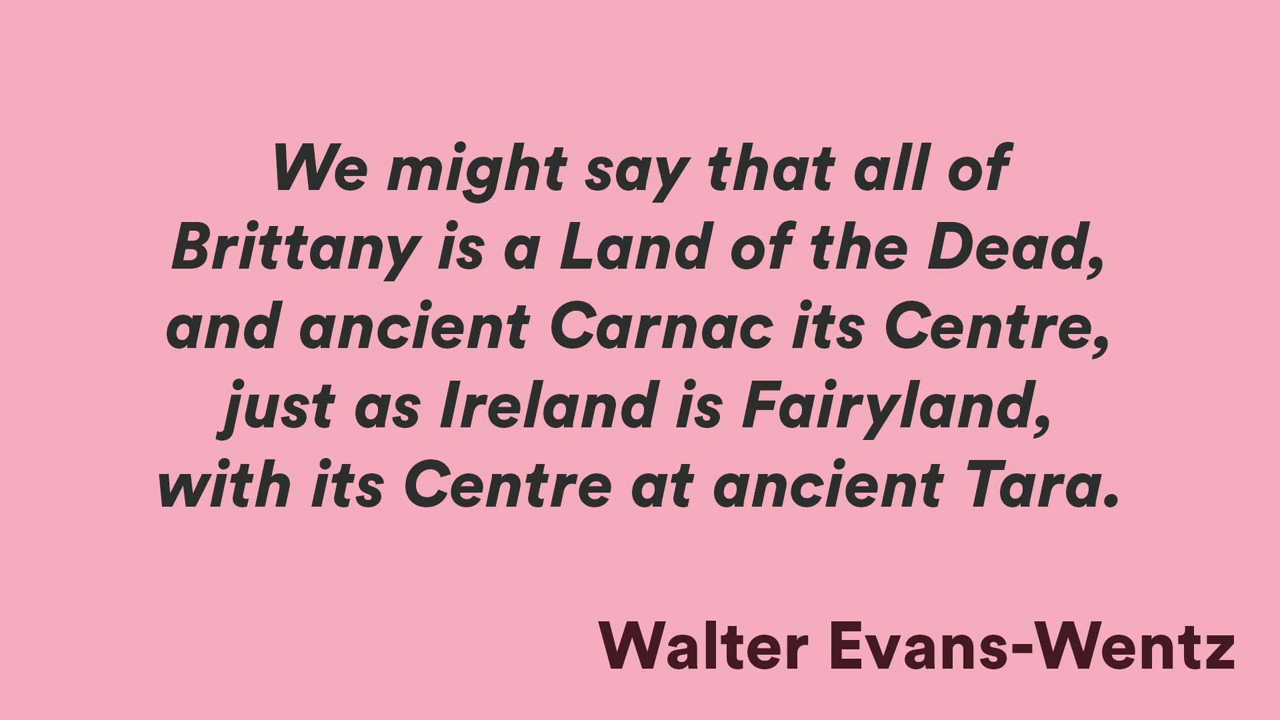 We might say that all of
Brittany is a Land of the Dead,
and ancient Carnac its Centre,
just as Ireland is Fairyland,
with its Centre at ancient Tara.
Walter Evans-Wentz